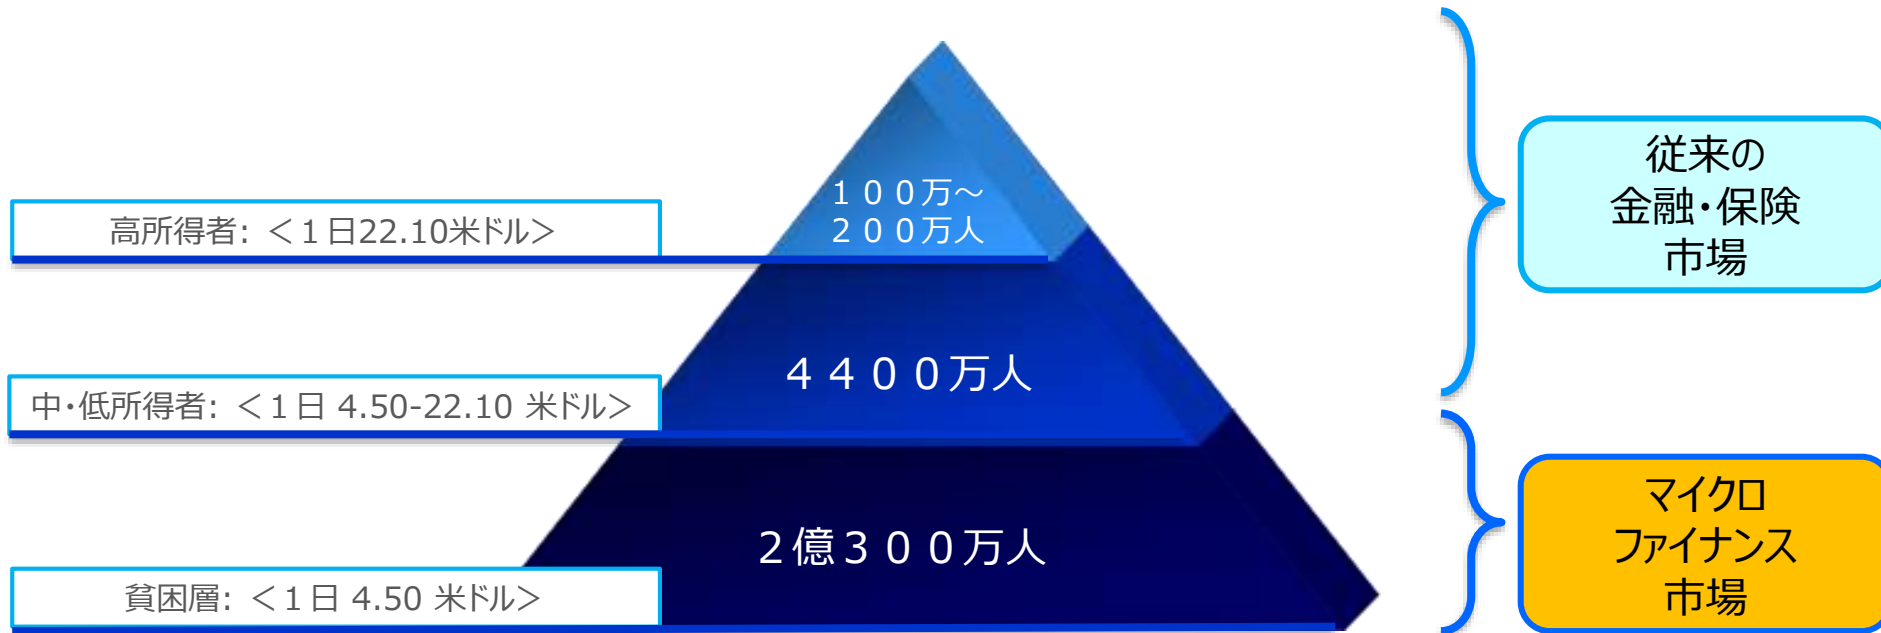 高所得者: ＜１日22.10米ドル＞
１００万～
２００万人
中・低所得者: ＜１日 4.50-22.10 米ドル＞
４４００万人
貧困層: ＜１日 4.50 米ドル＞
２億３００万人
従来の
金融・保険
市場
マイクロ
ファイナンス
市場